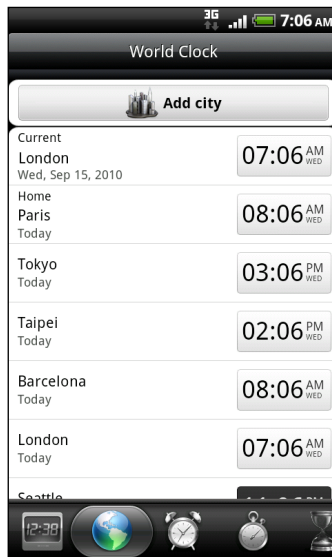 3G 7:06 AM
World Clock
Add city
Current
London
Wed, Sep 15, 2010
07:06 AM WED
Home
Paris
Today
08:06 AM WED
Tokyo
Today
03:06 PM WED
Taipei
Today
02:06 PM WED
Barcelona
Today
08:06 AM WED
London
Today
07:06 AM WED
Seattle
12:38